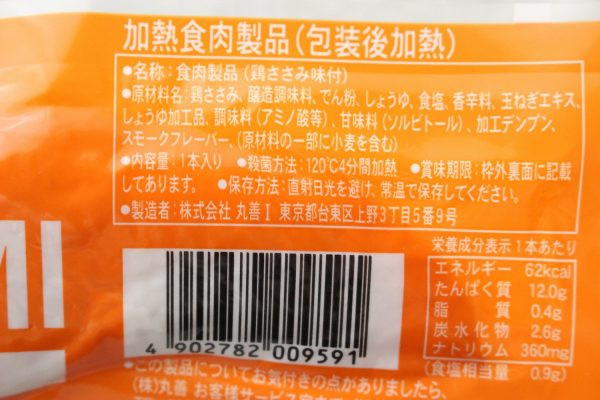 加熱食肉製品(包装後加熱)
●名称:食肉製品(鶏ささみ味付)
●原材料名:鶏ささみ、醸造調味料、でん粉、しょうゆ、食塩、香辛料、玉ねぎエキス、
しょうゆ加工品、調味料(アミノ酸等)、甘味料(ソルビトール)、加工デンプン、
スモークフレーバー、(原材料の一部に小麦を含む)
●内容量:1本入り ●殺菌方法:120℃4分間加熱 ●賞味期限:枠外裏面に記載
してあります。 ●保存方法:直射日光を避け、常温で保存してください。
●製造者:株式会社 丸善Ⅰ 東京都台東区上野3丁目5番9号
MI
栄養成分表示 1本あたり
エネルギー 62kcal
たんぱく質 12.0g
脂質 0.4g
炭水化物 2.6g
ナトリウム 360mg
(食塩相当量 0.9g)
4 902782 009591
●この製品についてお気付きの点がありましたら、
(株)丸善 お客様サービス室